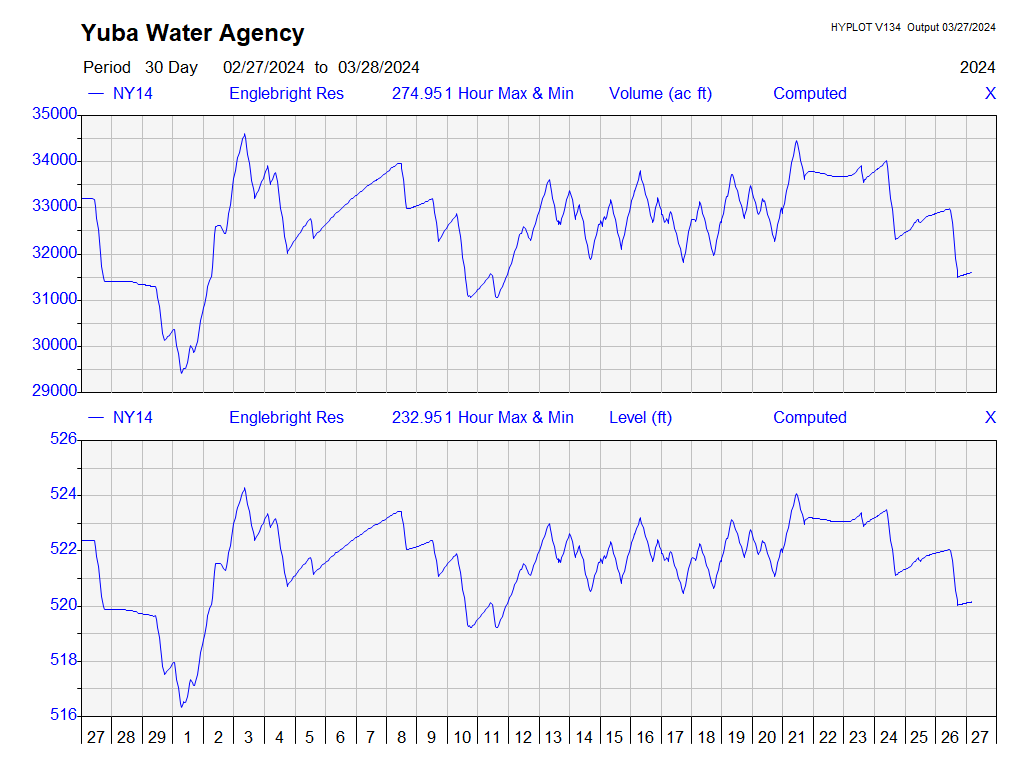 Yuba Water Agency
HYPLOT V134 Output 03/27/2024
Period 30 Day 02/27/2024 to 03/28/2024 2024
NY14 Englebright Res 274.951 Hour Max & Min Volume (ac ft) Computed X
35000
34000
33000
32000
31000
30000
29000
NY14 Englebright Res 232.951 Hour Max & Min Level (ft) Computed X
526
524
522
520
518
516
27 28 29 1 2 3 4 5 6 7 8 9 10 11 12 13 14 15 16 17 18 19 20 21 22 23 24 25 26 27